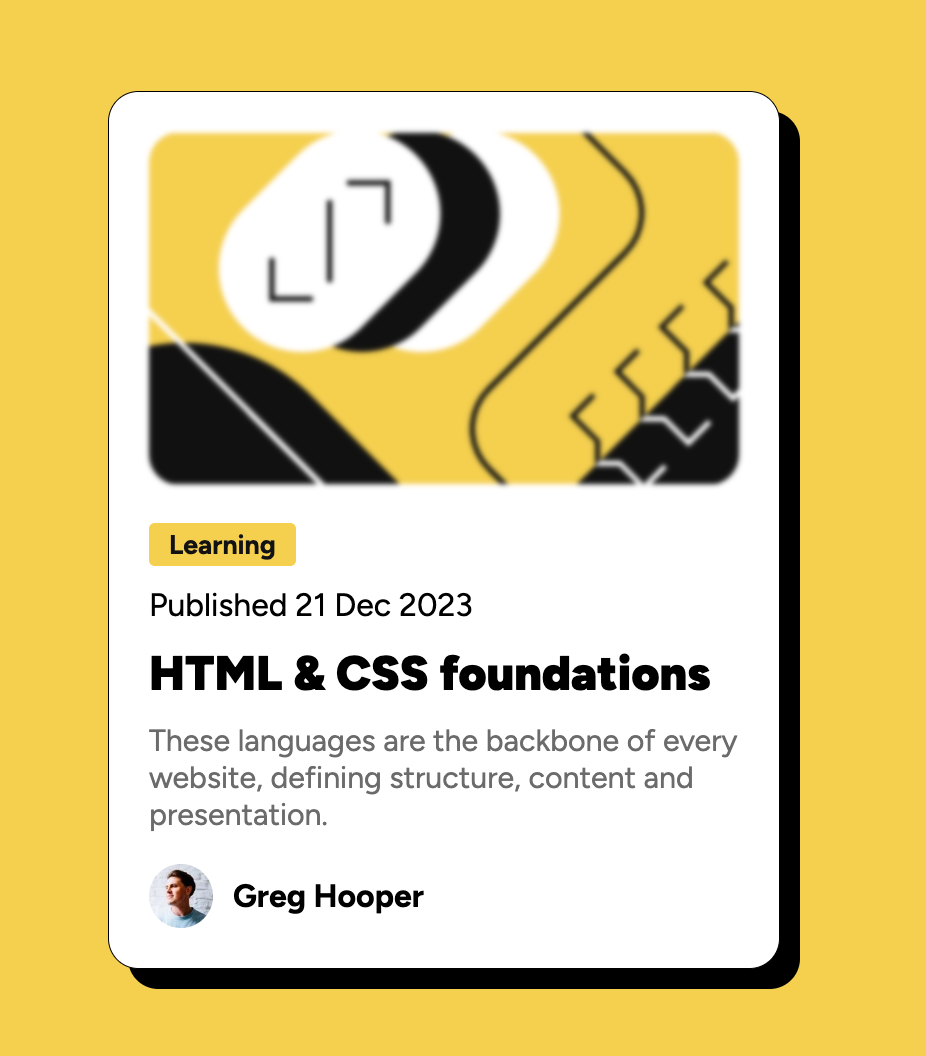 Learning
Published 21 Dec 2023
HTML & CSS foundations
These languages are the backbone of every
website, defining structure, content and
presentation.
Greg Hooper